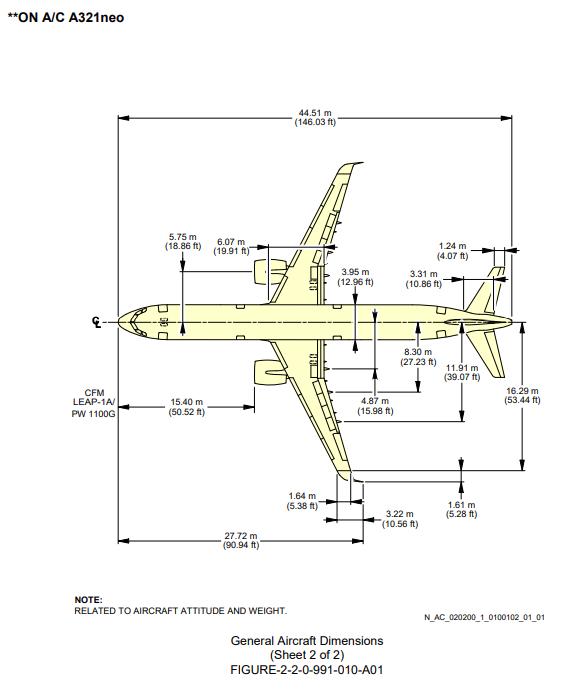 **ON A/C A321neo
44.51 m
(146.03 ft)
5.75 m
(18.86 ft)
6.07 m
(19.91 ft)
1.24 m
(4.07 ft)
3.95 m
(12.96 ft)
3.31 m
(10.86 ft)
8.30 m
(27.23 ft)
11.91 m
(39.07 ft)
CFM
LEAP-1A/
PW 1100G
15.40 m
(50.52 ft)
4.87 m
(15.98 ft)
16.29 m
(53.44 ft)
1.64 m
(5.38 ft)
3.22 m
(10.56 ft)
1.61 m
(5.28 ft)
27.72 m
(90.94 ft)
NOTE:
RELATED TO AIRCRAFT ATTITUDE AND WEIGHT.
N_AC_020200_1_0100102_01_01
General Aircraft Dimensions
(Sheet 2 of 2)
FIGURE-2-2-0-991-010-A01